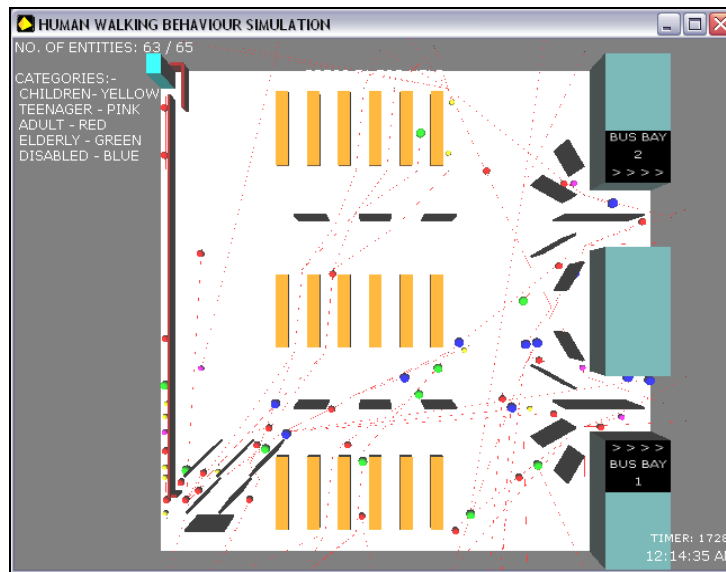 HUMAN WALKING BEHAVIOUR SIMULATION
NO. OF ENTITIES: 63 / 65
CATEGORIES:-
CHILDREN- YELLOW
TEENAGER - PINK
ADULT - RED
ELDERLY - GREEN
DISABLED - BLUE
BUS BAY
2
> > > >
> > > >
BUS BAY
1
TIMER: 1728
12:14:35 A